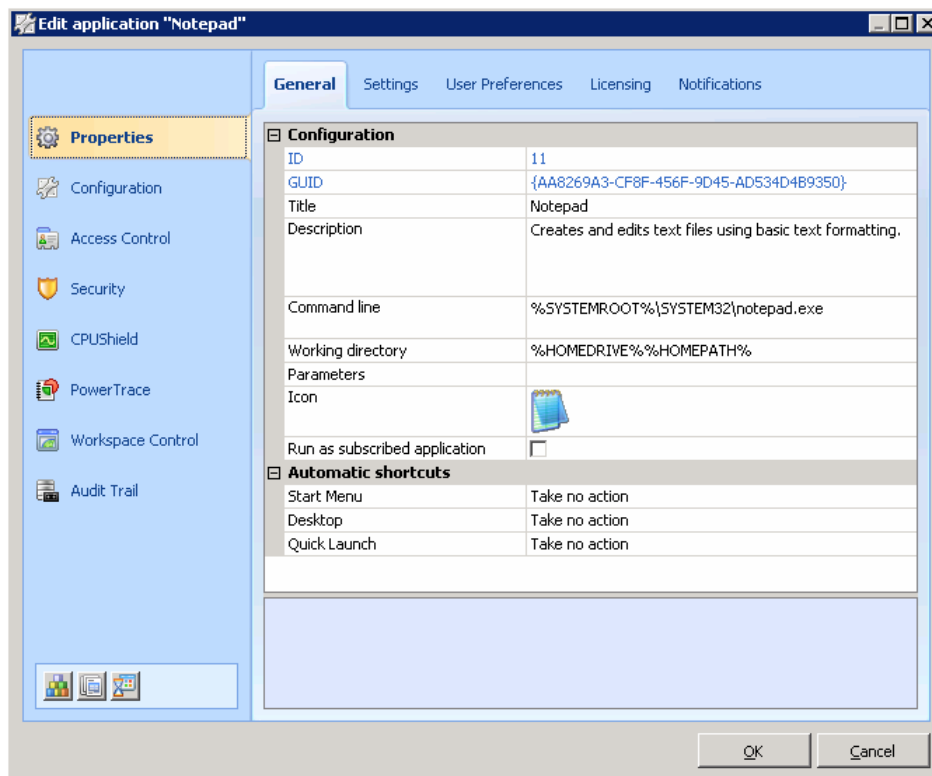 Edit application "Notepad"
General Settings User Preferences Licensing Notifications
Properties
Configuration
Access Control
Security
CPUShield
PowerTrace
Workspace Control
Audit Trail
Configuration
ID 11
GUID {AA8269A3-CF8F-456F-9D45-AD534D4B9350}
Title Notepad
Description Creates and edits text files using basic text formatting.
Command line %SYSTEMROOT%\SYSTEM32\notepad.exe
Working directory %HOMEDRIVE%%HOMEPATH%
Parameters
Icon
Run as subscribed application
Automatic shortcuts
Start Menu Take no action
Desktop Take no action
Quick Launch Take no action
OK Cancel